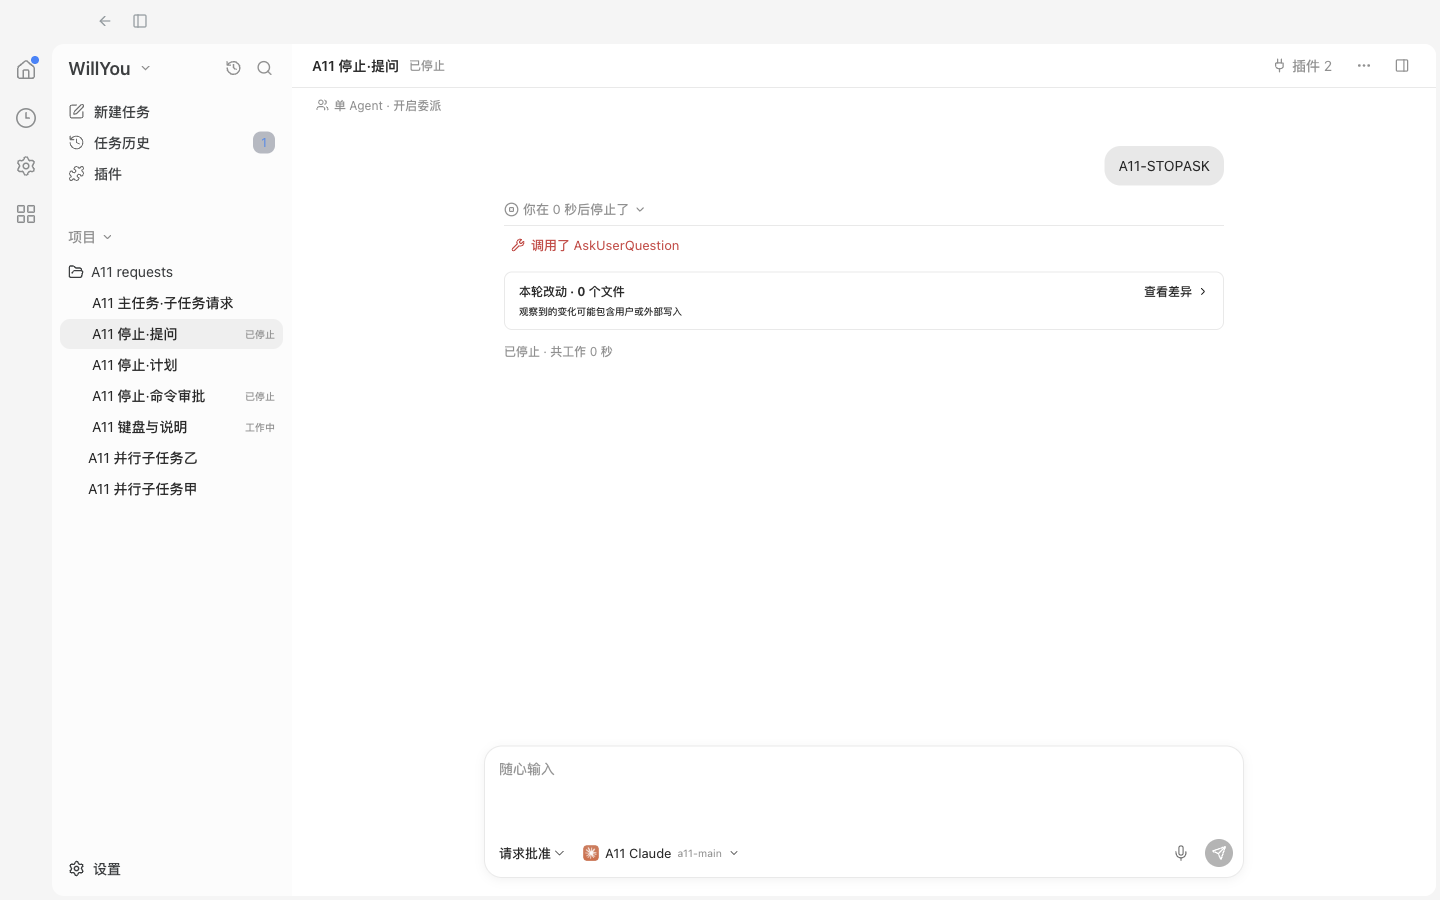 WillYou
新建任务
任务历史
1
插件
项目
A11 requests
A11 主任务·子任务请求
A11 停止·提问 已停止
A11 停止·计划
A11 停止·命令审批 已停止
A11 键盘与说明 工作中
A11 并行子任务乙
A11 并行子任务甲
设置
A11 停止·提问 已停止
插件 2
单 Agent · 开启委派
A11-STOPASK
你在 0 秒后停止了
调用了 AskUserQuestion
本轮改动 · 0 个文件
查看差异
观察到的变化可能包含用户或外部写入
已停止 · 共工作 0 秒
随心输入
请求批准
A11 Claude a11-main